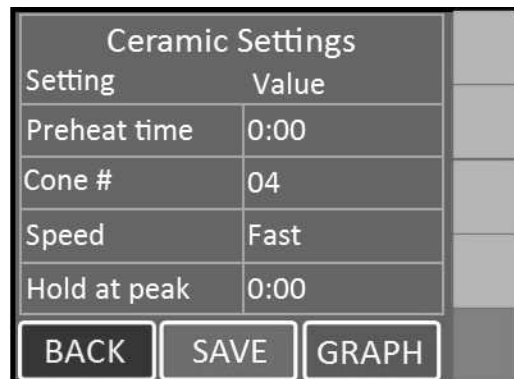 Ceramic Settings
Setting Value
Preheat time 0:00
Cone # 04
Speed Fast
Hold at peak 0:00
BACK SAVE GRAPH